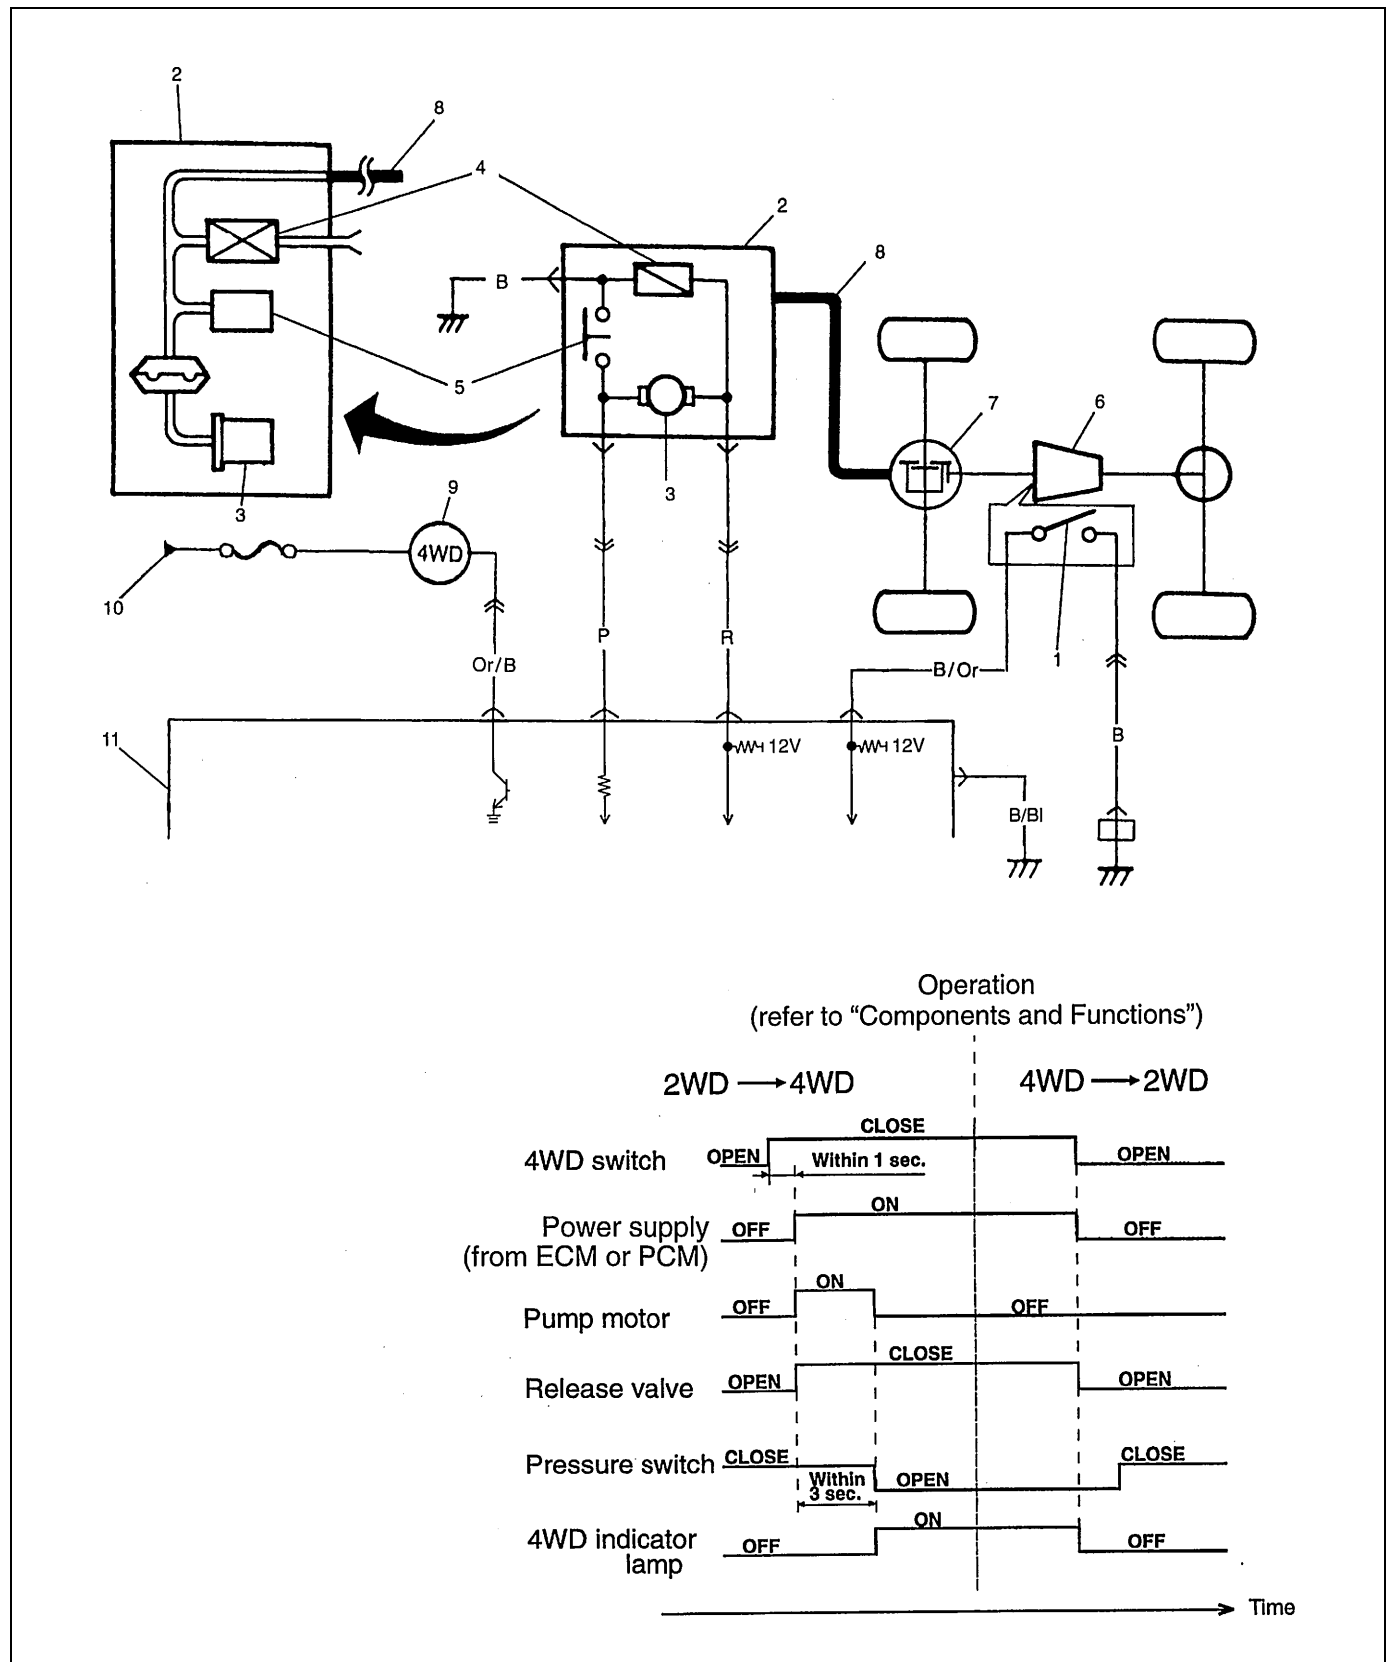 2
8
4
2
8
B
5
7
6
3
3
9
4WD
10
P
R
Or/B
1
B/Or
11
12V
12V
B
B/Bl
Operation
(refer to “Components and Functions”)
2WD → 4WD
4WD → 2WD
CLOSE
4WD switch
OPEN
Within 1 sec.
OPEN
ON
Power supply
(from ECM or PCM)
OFF
OFF
ON
Pump motor
OFF
OFF
CLOSE
Release valve
OPEN
OPEN
Pressure switch
CLOSE
CLOSE
Within
3 sec.
OPEN
ON
4WD indicator
lamp
OFF
OFF
Time